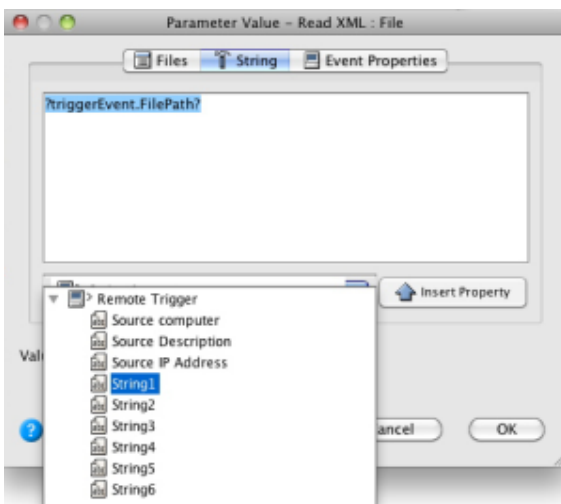 Parameter Value - Read XML : File
Files String Event Properties
?triggerEvent.FilePath?
Insert Property
Remote Trigger
Source computer
Source Description
Source IP Address
String1
String2
String3
String4
String5
String6
Val
?
ancel
OK